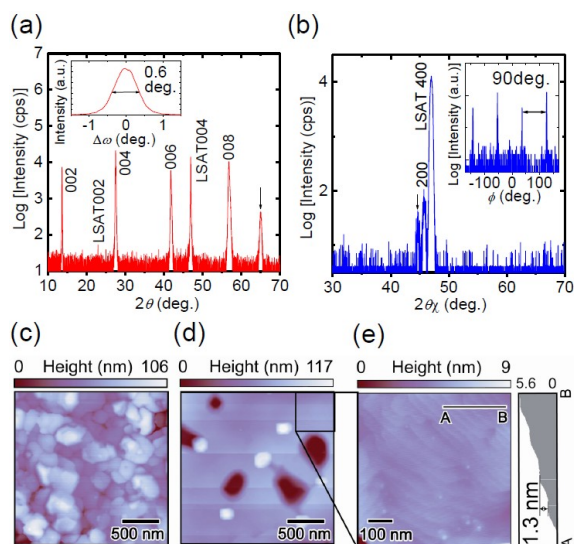 (a)
7
6
5
4
3
2
1
Log [Intensity (cps)]
Intensity (a.u.)
0.6
deg.
-1 0 1
Δω (deg.)
002
LSAT002
004
006
LSAT004
008
10 20 30 40 50 60 70
2θ (deg.)
(b)
4
2
Log [Intensity (cps)]
LSAT 400
200
90deg.
Log [Intensity (cps)]
-100 0 100
ϕ (deg.)
30 40 50 60
2θχ (deg.)
(c)
0 Height (nm) 106
500 nm
(d)
0 Height (nm) 117
500 nm
(e)
0 Height (nm) 9
A B
100 nm
5.6 0
B
1.3 nm
A